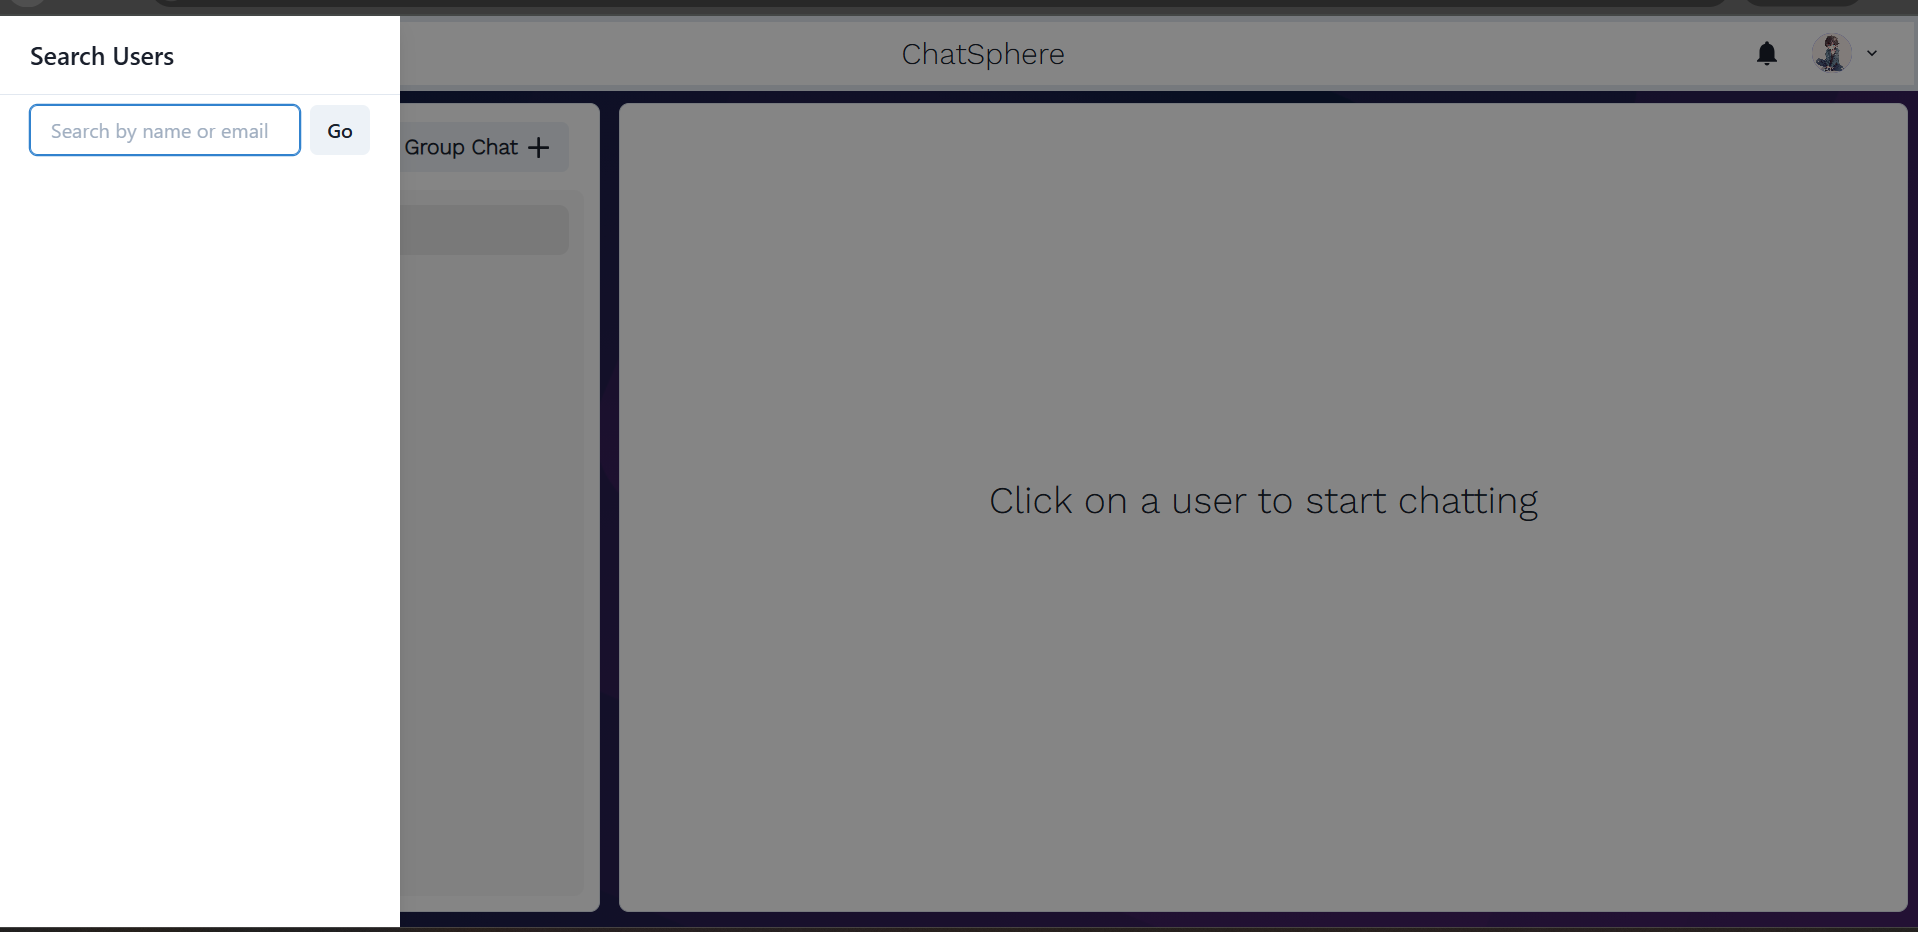 Search Users
Search by name or email
Go
ChatSphere
Group Chat
Click on a user to start chatting